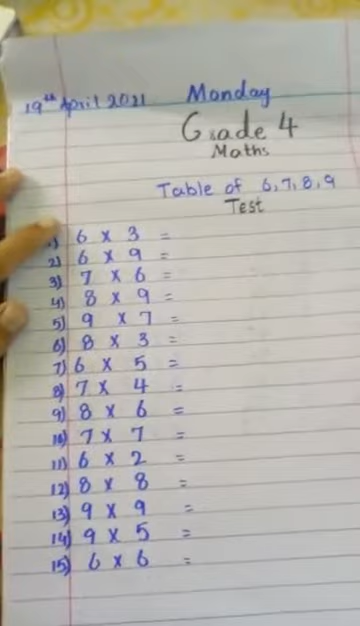 19th April 2021 Monday
Grade 4
Maths
Table of 6,7,8,9
Test
1) 6 x 3 =
2) 6 x 9 =
3) 7 x 6 =
4) 8 x 9 =
5) 9 x 7 =
6) 8 x 3 =
7) 6 x 5 =
8) 7 x 4 =
9) 8 x 6 =
10) 7 x 7 =
11) 6 x 2 =
12) 8 x 8 =
13) 9 x 9 =
14) 9 x 5 =
15) 6 x 6 =